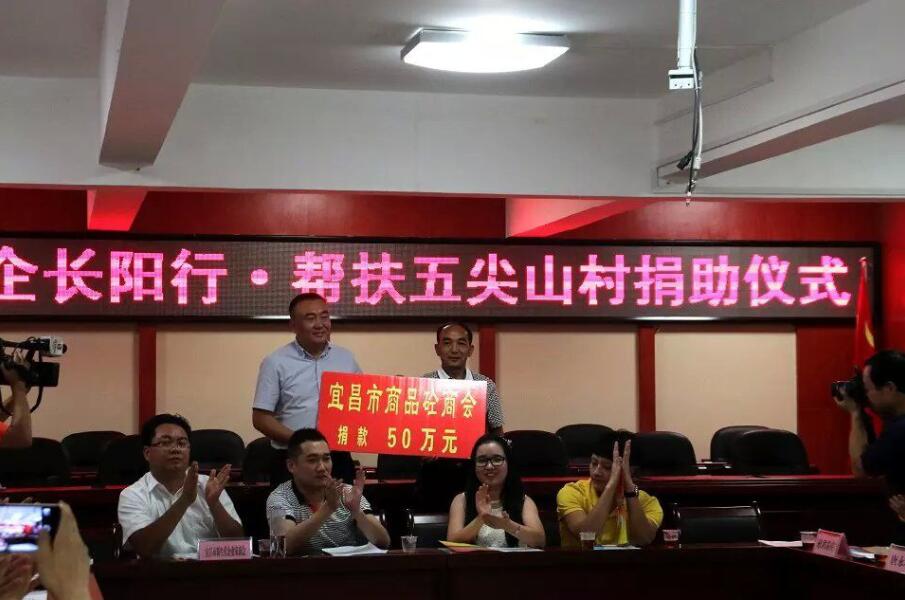 企长阳行·帮扶五尖山村捐助仪式
宜昌市商品砼商会
捐款 50万元